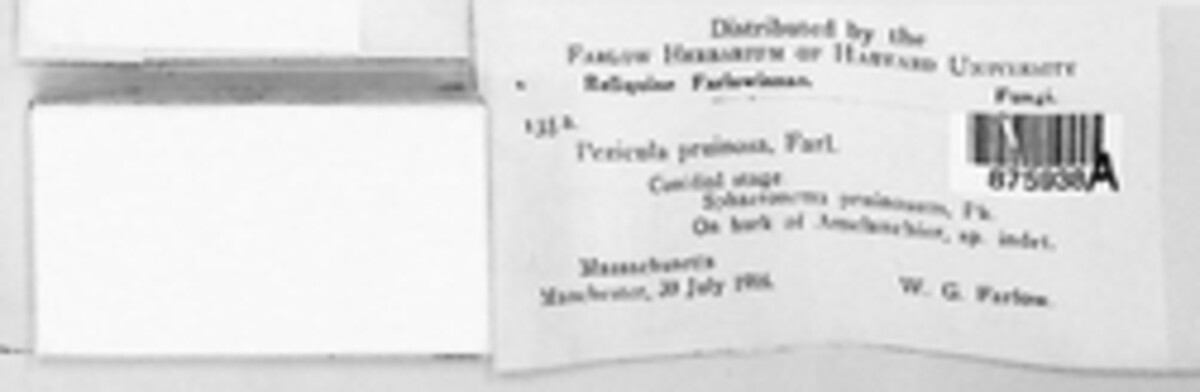 Distributed by the
FARLOW HERBARIUM OF HARVARD UNIVERSITY
Reliquiae Farlowianae.
Fungi.
Pezicula pruinosa, Farl.
875938A
Conidial stage
Sphaeronema pruinosum, Pk.
On bark of Amelanchier, sp. indet.
Massachusetts
Manchester, July
W. G. Farlow.